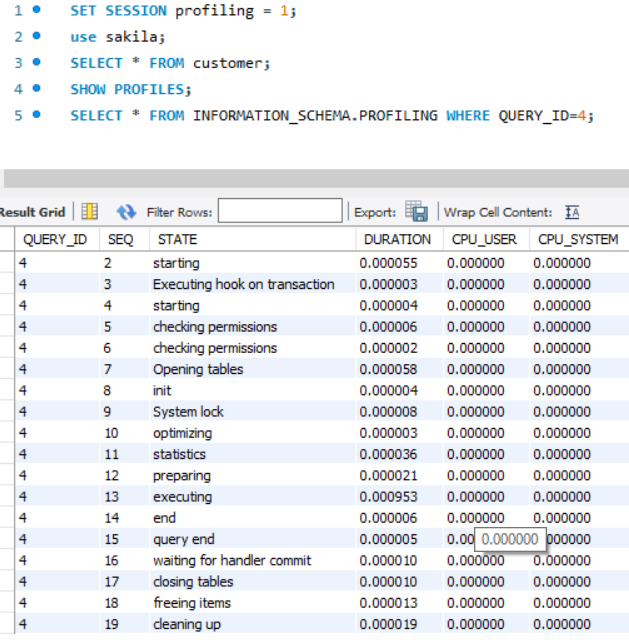 1 SET SESSION profiling = 1;
2 use sakila;
3 SELECT * FROM customer;
4 SHOW PROFILES;
5 SELECT * FROM INFORMATION_SCHEMA.PROFILING WHERE QUERY_ID=4;
Result Grid Filter Rows: Export: Wrap Cell Content: IA
QUERY_ID SEQ STATE DURATION CPU_USER CPU_SYSTEM
4 2 starting 0.000055 0.000000 0.000000
4 3 Executing hook on transaction 0.000003 0.000000 0.000000
4 4 starting 0.000004 0.000000 0.000000
4 5 checking permissions 0.000006 0.000000 0.000000
4 6 checking permissions 0.000002 0.000000 0.000000
4 7 Opening tables 0.000058 0.000000 0.000000
4 8 init 0.000004 0.000000 0.000000
4 9 System lock 0.000008 0.000000 0.000000
4 10 optimizing 0.000003 0.000000 0.000000
4 11 statistics 0.000036 0.000000 0.000000
4 12 preparing 0.000021 0.000000 0.000000
4 13 executing 0.000953 0.000000 0.000000
4 14 end 0.000006 0.000000 0.000000
4 15 query end 0.000005 0.00 0.000000 000000
4 16 waiting for handler commit 0.000010 0.000000 0.000000
4 17 closing tables 0.000010 0.000000 0.000000
4 18 freeing items 0.000013 0.000000 0.000000
4 19 cleaning up 0.000019 0.000000 0.000000